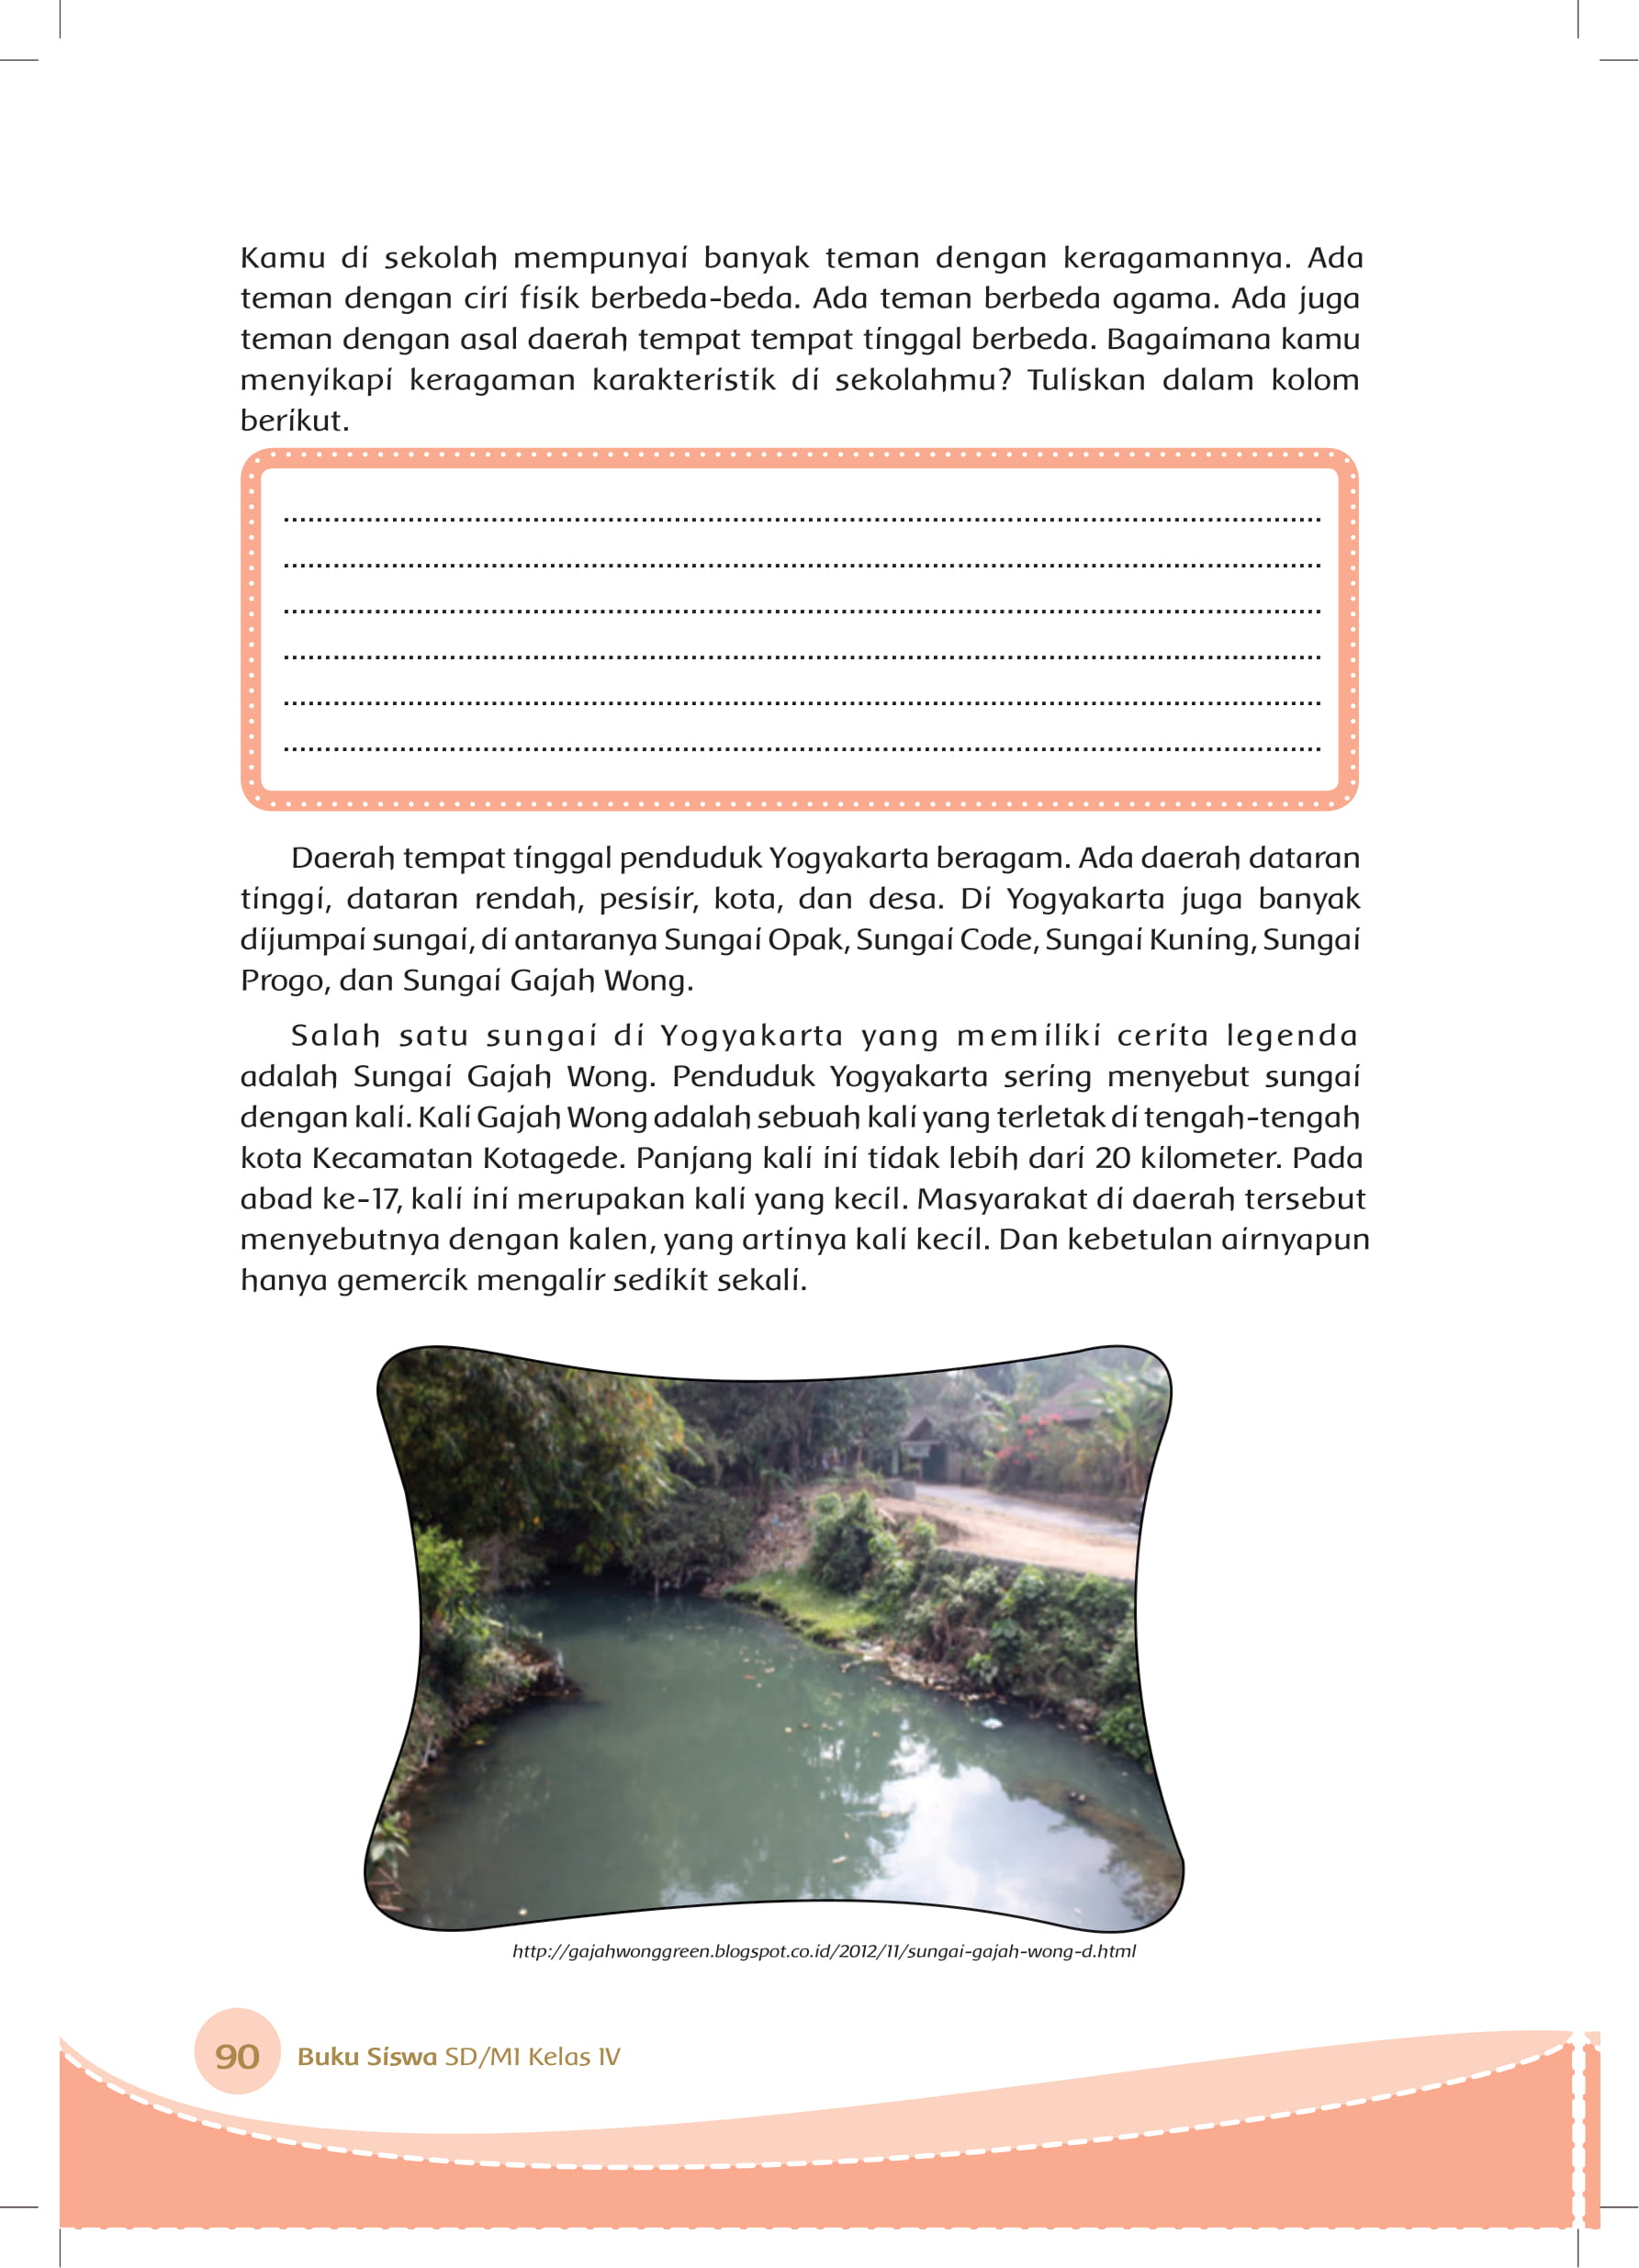 Kamu di sekolah mempunyai banyak teman dengan keragamannya. Ada
teman dengan ciri fisik berbeda-beda. Ada teman berbeda agama. Ada juga
teman dengan asal daerah tempat tempat tinggal berbeda. Bagaimana kamu
menyikapi keragaman karakteristik di sekolahmu? Tuliskan dalam kolom
berikut.
Daerah tempat tinggal penduduk Yogyakarta beragam. Ada daerah dataran
tinggi, dataran rendah, pesisir, kota, dan desa. Di Yogyakarta juga banyak
dijumpai sungai, di antaranya Sungai Opak, Sungai Code, Sungai Kuning, Sungai
Progo, dan Sungai Gajah Wong.
Salah satu sungai di Yogyakarta yang memiliki cerita legenda
adalah Sungai Gajah Wong. Penduduk Yogyakarta sering menyebut sungai
dengan kali. Kali Gajah Wong adalah sebuah kali yang terletak di tengah-tengah
kota Kecamatan Kotagede. Panjang kali ini tidak lebih dari 20 kilometer. Pada
abad ke-17, kali ini merupakan kali yang kecil. Masyarakat di daerah tersebut
menyebutnya dengan kalen, yang artinya kali kecil. Dan kebetulan airnyapun
hanya gemercik mengalir sedikit sekali.
http://gajahwonggreen.blogspot.co.id/2012/11/sungai-gajah-wong-d.html
90 Buku Siswa SD/MI Kelas IV